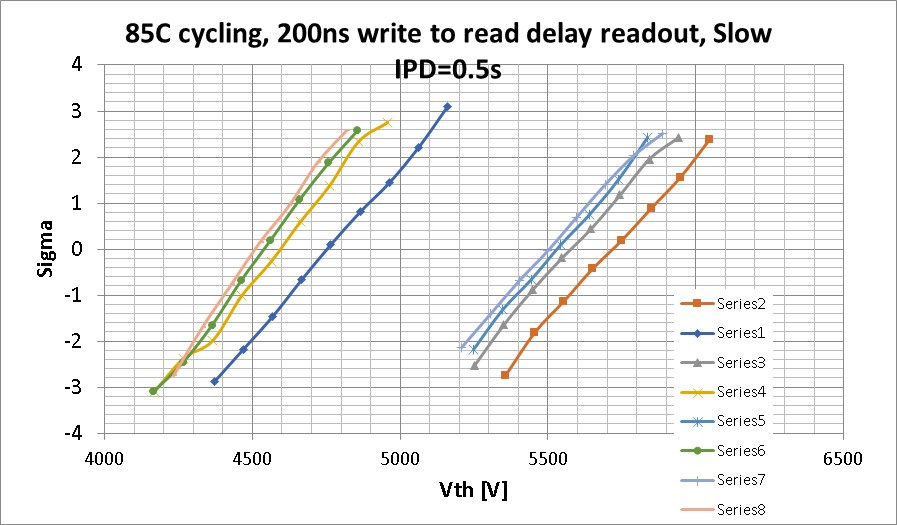 85C cycling, 200ns write to read delay readout, Slow
IPD=0.5s
4
3
2
1
0
-1
-2
-3
-4
Sigma
4000 4500 5000 5500 6500
Vth [V]
Series2
Series1
Series3
Series4
Series5
Series6
Series7
Series8